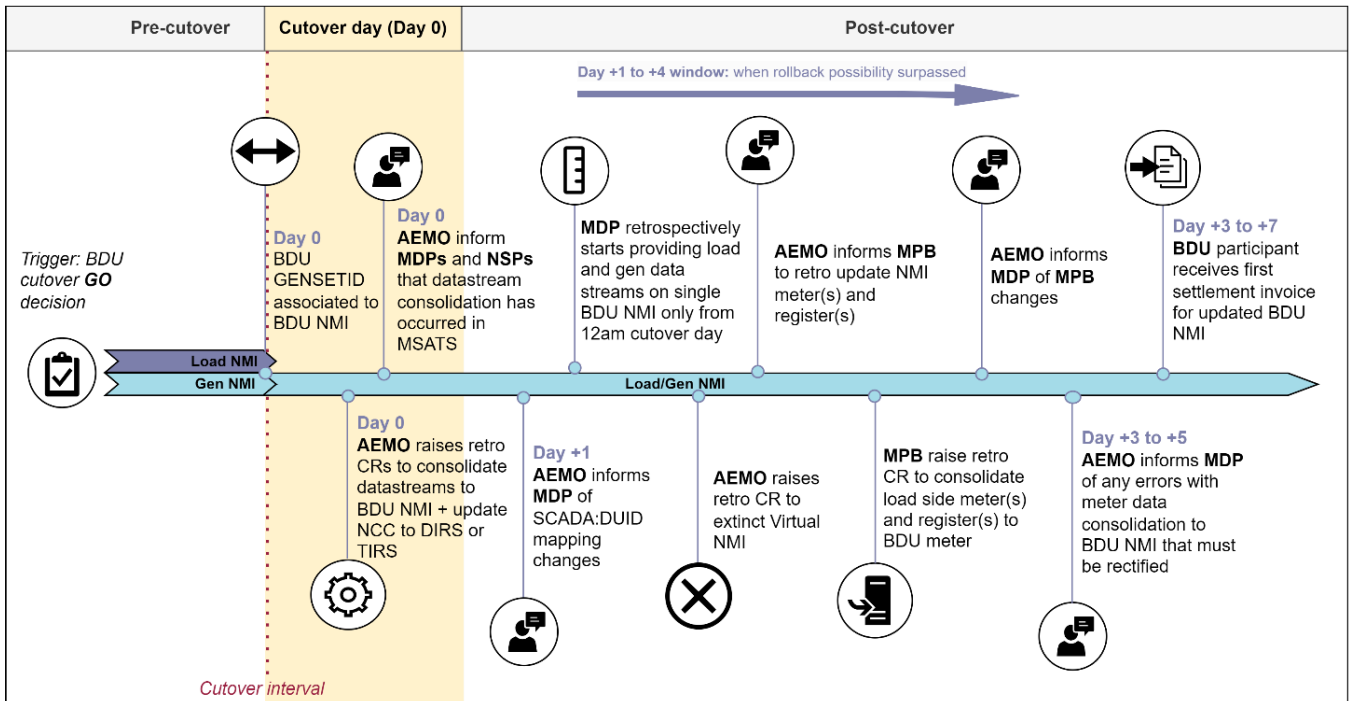 Pre-cutover
Cutover day (Day 0)
Post-cutover
Day +1 to +4 window: when rollback possibility surpassed
Trigger: BDU
cutover GO
decision
Day 0
BDU
GENSETID
associated to
BDU NMI
Day 0
AEMO inform
MDPs and NSPs
that datastream
consolidation has
occurred in
MSATS
MDP retrospectively
starts providing load
and gen data
streams on single
BDU NMI only from
12am cutover day
AEMO informs MPB
to retro update NMI
meter(s) and
register(s)
AEMO informs
MDP of MPB
changes
Day +3 to +7
BDU participant
receives first
settlement invoice
for updated BDU
NMI
Load NMI
Gen NMI
Load/Gen NMI
Day 0
AEMO raises retro
CRs to consolidate
datastreams to
BDU NMI + update
NCC to DIRS or
TIRS
Day +1
AEMO informs
MDP of
SCADA:DUID
mapping
changes
AEMO raises
retro CR to
extinct Virtual
NMI
MPB raise retro
CR to consolidate
load side meter(s)
and register(s) to
BDU meter
Day +3 to +5
AEMO informs MDP
of any errors with
meter data
consolidation to
BDU NMI that must
be rectified
Cutover interval